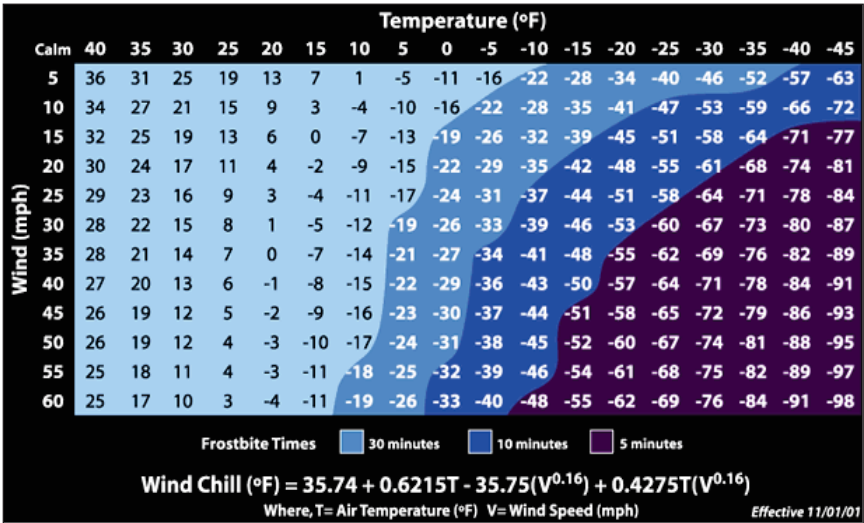 Temperature (ºF)
Calm 40 35 30 25 20 15 10 5 0 -5 -10 -15 -20 -25 -30 -35 -40 -45
5 36 31 25 19 13 7 1 -5 -11 -16 -22 -28 -34 -40 -46 -52 -57 -63
10 34 27 21 15 9 3 -4 -10 -16 -22 -28 -35 -41 -47 -53 -59 -66 -72
15 32 25 19 13 6 0 -7 -13 -19 -26 -32 -39 -45 -51 -58 -64 -71 -77
20 30 24 17 11 4 -2 -9 -15 -22 -29 -35 -42 -48 -55 -61 -68 -74 -81
25 29 23 16 9 3 -4 -11 -17 -24 -31 -37 -44 -51 -58 -64 -71 -78 -84
30 28 22 15 8 1 -5 -12 -19 -26 -33 -39 -46 -53 -60 -67 -73 -80 -87
35 28 21 14 7 0 -7 -14 -21 -27 -34 -41 -48 -55 -62 -69 -76 -82 -89
40 27 20 13 6 -1 -8 -15 -22 -29 -36 -43 -50 -57 -64 -71 -78 -84 -91
45 26 19 12 5 -2 -9 -16 -23 -30 -37 -44 -51 -58 -65 -72 -79 -86 -93
50 26 19 12 4 -3 -10 -17 -24 -31 -38 -45 -52 -60 -67 -74 -81 -88 -95
55 25 18 11 4 -3 -11 -18 -25 -32 -39 -46 -54 -61 -68 -75 -82 -89 -97
60 25 17 10 3 -4 -11 -19 -26 -33 -40 -48 -55 -62 -69 -76 -84 -91 -98
Wind (mph)
Frostbite Times 30 minutes 10 minutes 5 minutes
Wind Chill (ºF) = 35.74 + 0.6215T - 35.75(V^0.16) + 0.4275T(V^0.16)
Where, T= Air Temperature (ºF) V= Wind Speed (mph)
Effective 11/01/01